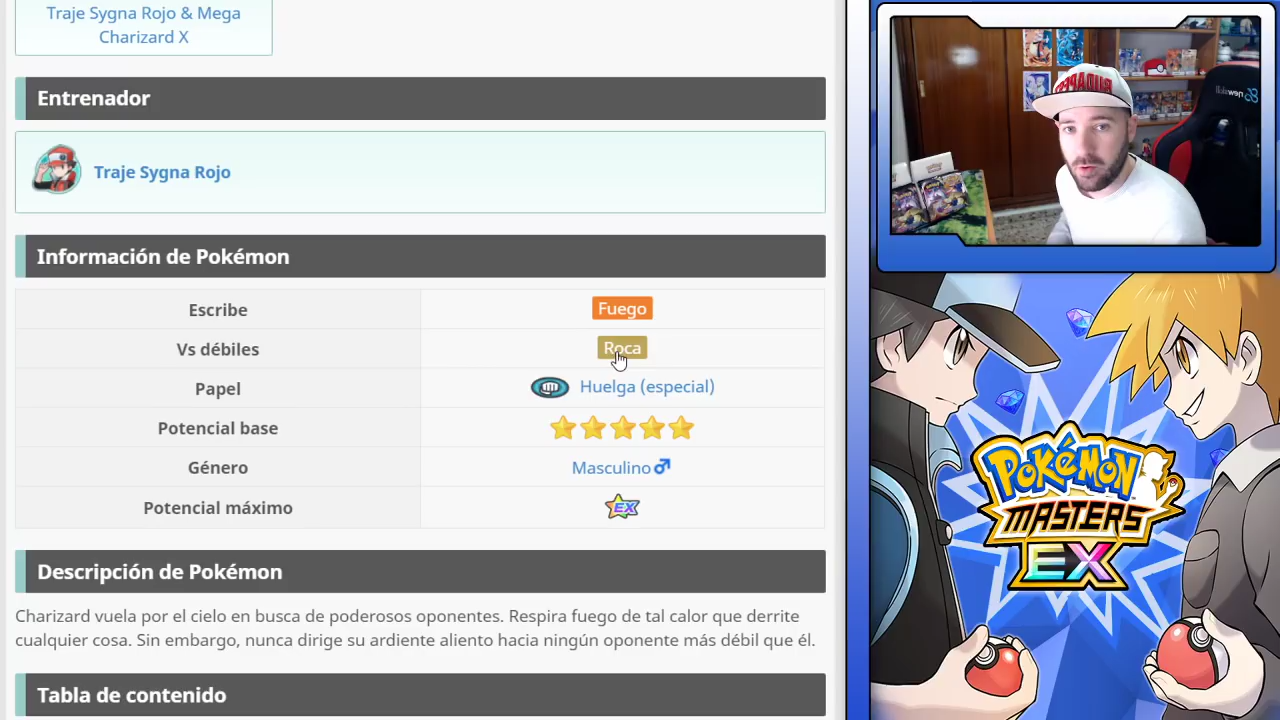 Traje Sygna Rojo & Mega
Charizard X
Entrenador
Traje Sygna Rojo
Información de Pokémon
Escribe
Fuego
Vs débiles
Roca
Papel
Huelga (especial)
Potencial base
Género
Masculino♂
Potencial máximo
EX
Descripción de Pokémon
Charizard vuela por el cielo en busca de poderosos oponentes. Respira fuego de tal calor que derrite
cualquier cosa. Sin embargo, nunca dirige su ardiente aliento hacia ningún oponente más débil que él.
Tabla de contenido
POKÉMON
MASTERS
EX